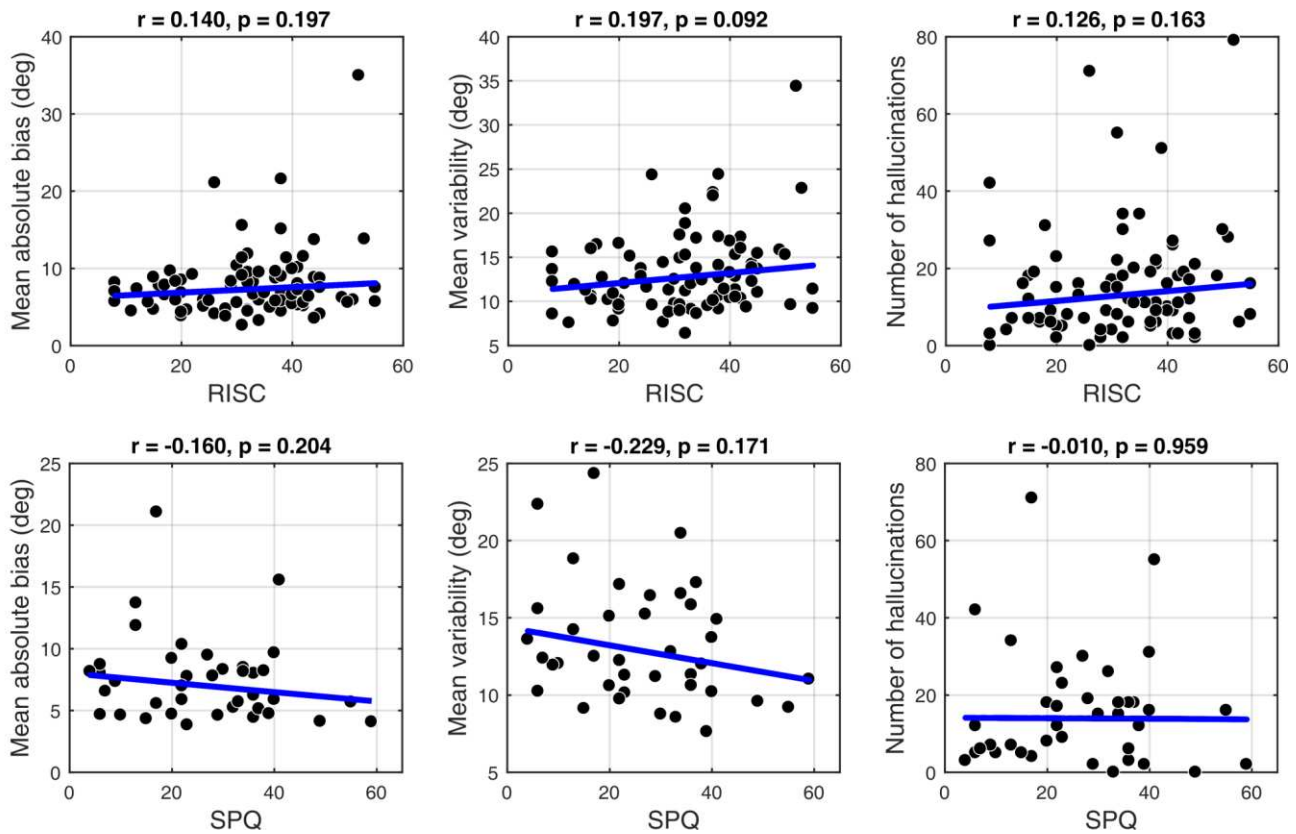 r = 0.140, p = 0.197
r = 0.197, p = 0.092
r = 0.126, p = 0.163
Mean absolute bias (deg)
40
30
20
10
0
0 20 40 60
RISC
Mean variability (deg)
40
35
30
25
20
15
10
5
0 20 40 60
RISC
Number of hallucinations
80
60
40
20
0
0 20 40 60
RISC
r = -0.160, p = 0.204
r = -0.229, p = 0.171
r = -0.010, p = 0.959
Mean absolute bias (deg)
25
20
15
10
5
0
0 20 40 60
SPQ
Mean variability (deg)
25
20
15
10
5
0 20 40 60
SPQ
Number of hallucinations
80
60
40
20
0
0 20 40 60
SPQ